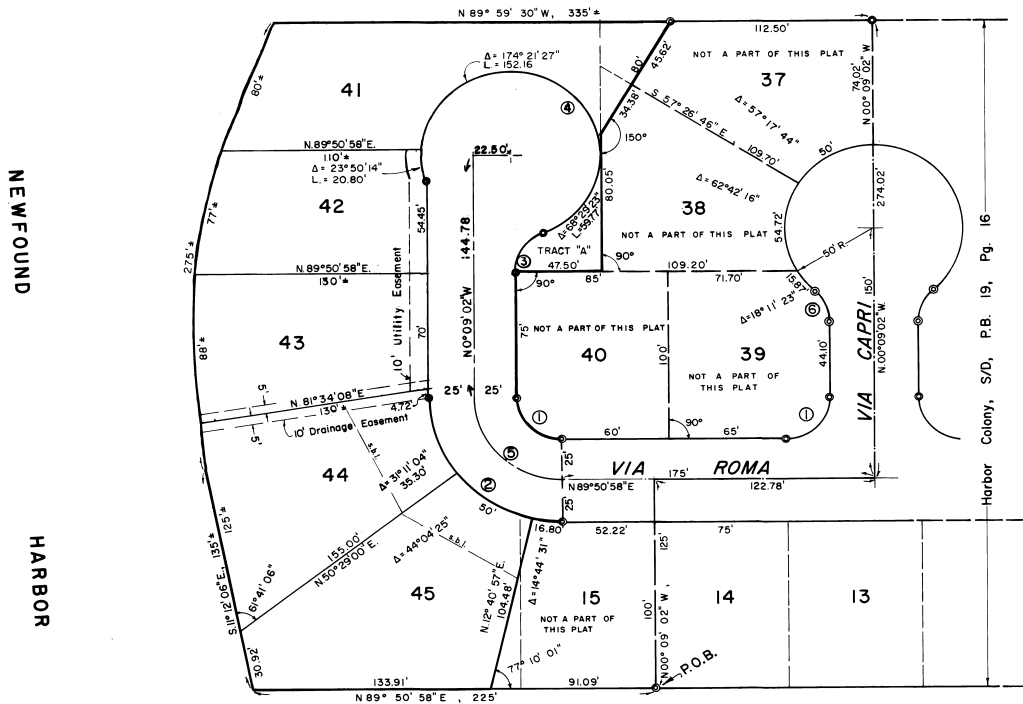 N 89° 59' 30" W, 335'±
112.50'
NOT A PART OF THIS PLAT
37
N 00° 09' 02" W
74.02'
Δ= 174° 21' 27"
L= 152.16
80'
45.62'
34.38'
41
80'±
④
S 57° 26' 46" E
109.70'
Δ= 57° 17' 44"
50'
150°
N.89°50'58"E.
110'±
Δ= 23°50'14"
L.= 20.80'
22.50'
80.05'
Δ=62°42'16"
274.02'
NEWFOUND
42
77'±
54.45'
144.78
N0°09'02"W
Δ=68°29'23"
L=59.77
38
54.72'
50' R.
NOT A PART OF THIS PLAT
TRACT "A"
90°
275'±
N.89°50'58"E.
130'±
③
47.50'
85'
109.20'
71.70'
15.87'
90°
10' Utility Easement
Δ=18° 11' 23"
⑥
150'
N.00°09'02"W.
VIA CAPRI
43
88'±
70'
75'
NOT A PART OF THIS PLAT
40
100'
39
44.10'
NOT A PART OF
THIS PLAT
N. 81°34'08"E
130'±
5'
5'
10' Drainage Easement
4.72'
25'
25'
①
①
60'
90°
65'
44
s.b.l.
Δ=31°11'04"
35.30'
②
⑤
50'
25'
25'
VIA ROMA
175'
N89°50'58"E
122.78'
HARBOR
S.11°12'06"E., 135'±
125'±
61°41'06"
30.92'
155.00'
N.50°29'00"E.
Δ=44°04'25"
s.b.l.
16.80'
52.22'
75'
125'
45
N.12°40'57"E.
104.48'
Δ=14°44'31"
15
NOT A PART OF
THIS PLAT
100'
N00° 09' 02" W,
14
13
77° 10' 01"
P.O.B.
133.91'
91.09'
N 89° 50' 58" E, 225'
Harbor Colony, S/D, P.B. 19, Pg. 16